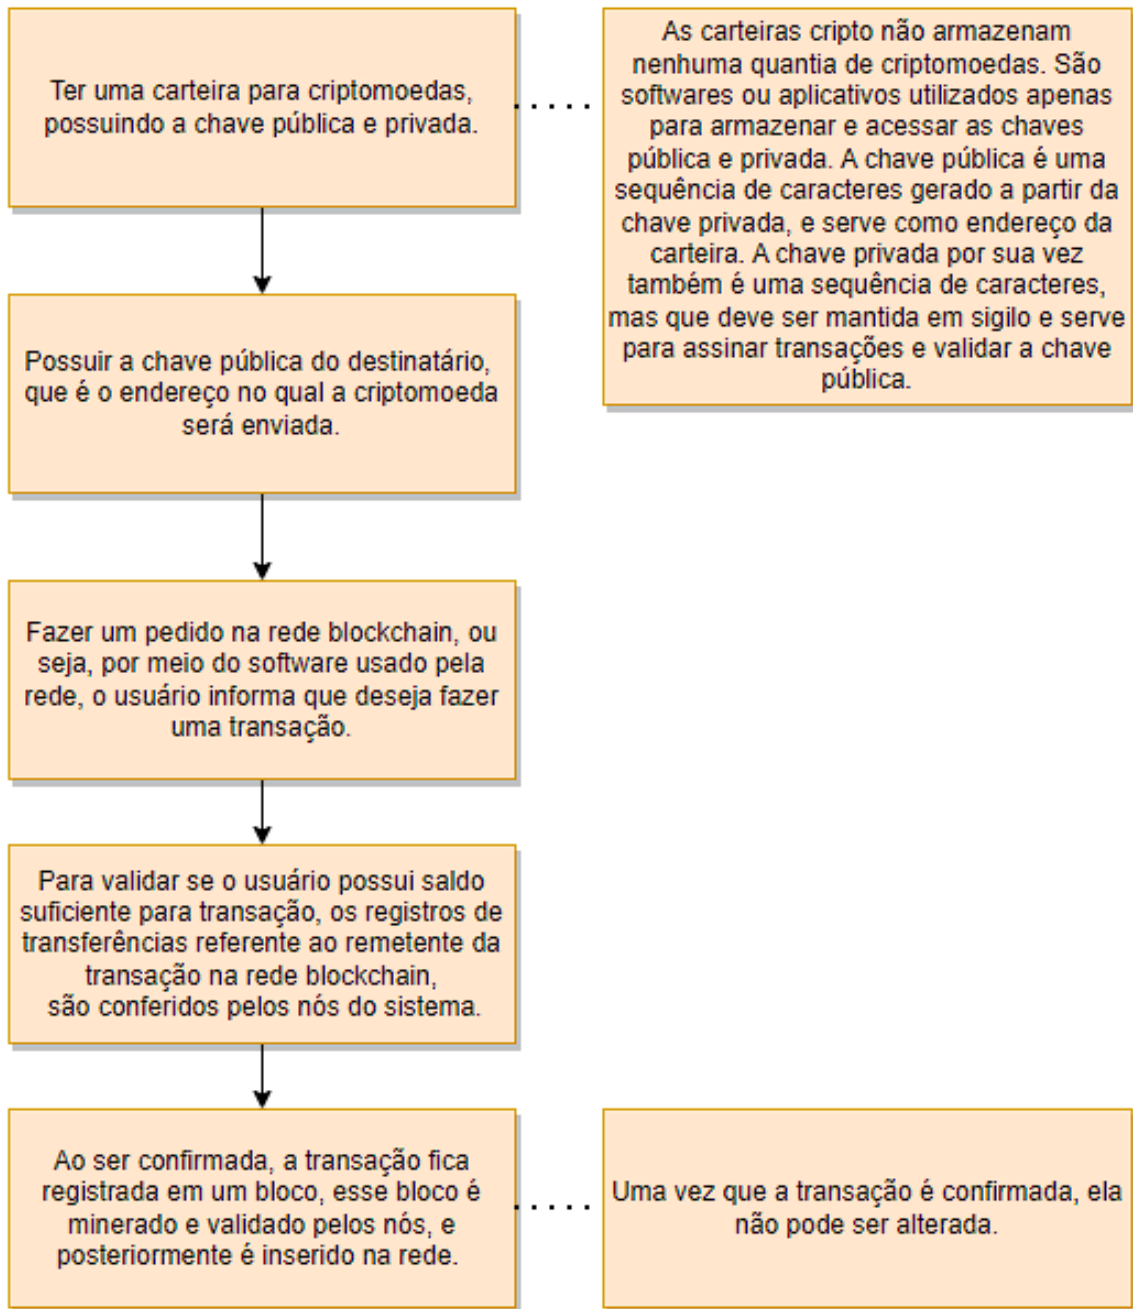 Ter uma carteira para criptomoedas,
possuindo a chave pública e privada.
As carteiras cripto não armazenam
nenhuma quantia de criptomoedas. São
softwares ou aplicativos utilizados apenas
para armazenar e acessar as chaves
pública e privada. A chave pública é uma
sequência de caracteres gerado a partir da
chave privada, e serve como endereço da
carteira. A chave privada por sua vez
também é uma sequência de caracteres,
mas que deve ser mantida em sigilo e serve
para assinar transações e validar a chave
pública.
Possuir a chave pública do destinatário,
que é o endereço no qual a criptomoeda
será enviada.
Fazer um pedido na rede blockchain, ou
seja, por meio do software usado pela
rede, o usuário informa que deseja fazer
uma transação.
Para validar se o usuário possui saldo
suficiente para transação, os registros de
transferências referente ao remetente da
transação na rede blockchain,
são conferidos pelos nós do sistema.
Ao ser confirmada, a transação fica
registrada em um bloco, esse bloco é
minerado e validado pelos nós, e
posteriormente é inserido na rede.
Uma vez que a transação é confirmada, ela
não pode ser alterada.